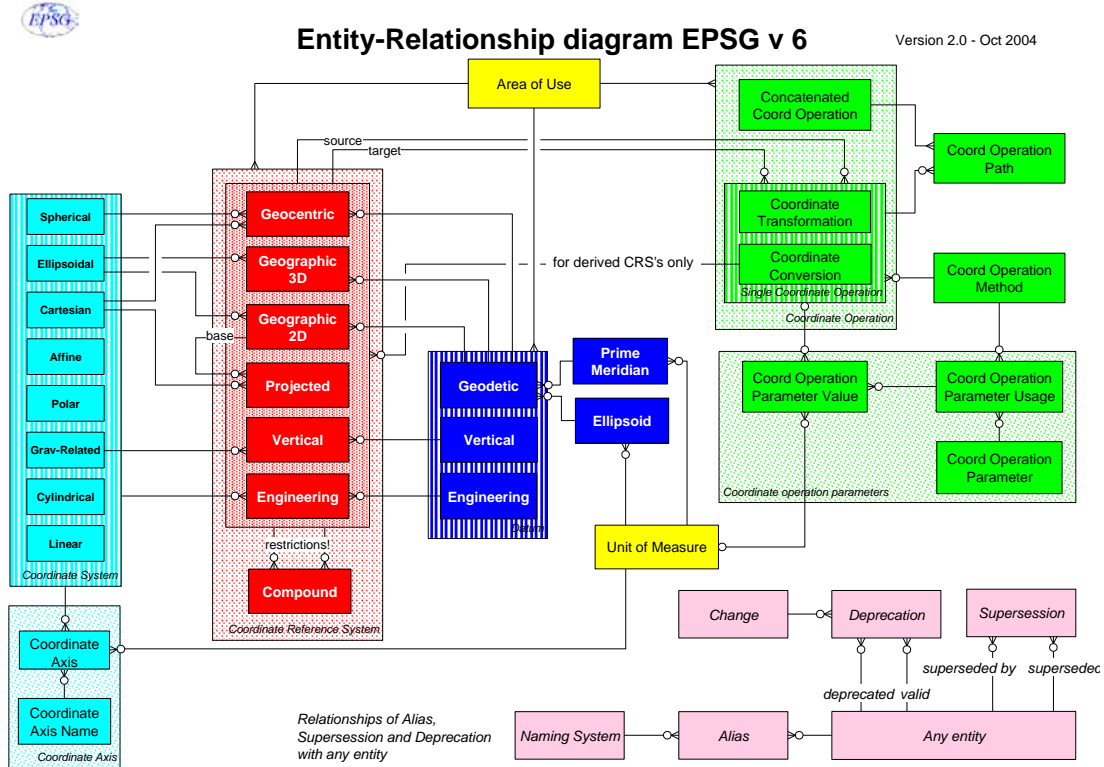 EPSG
Entity-Relationship diagram EPSG v 6
Version 2.0 - Oct 2004
Area of Use
Concatenated
Coord Operation
Coord Operation
Path
source
target
Spherical
Ellipsoidal
Cartesian
Affine
Polar
Grav-Related
Cylindrical
Linear
Coordinate System
Geocentric
Geographic
3D
Geographic
2D
base
Projected
Vertical
Engineering
restrictions!
Compound
Coordinate Reference System
Coordinate
Transformation
Coordinate
Conversion
Single Coordinate Operation
Coordinate Operation
for derived CRS's only
Coord Operation
Method
Geodetic
Vertical
Engineering
Datum
Prime
Meridian
Ellipsoid
Coord Operation
Parameter Value
Coord Operation
Parameter Usage
Coord Operation
Parameter
Coordinate operation parameters
Unit of Measure
Coordinate
Axis
Coordinate
Axis Name
Coordinate Axis
Change
Deprecation
Supersession
superseded by
superseded
deprecated
valid
Relationships of Alias,
Supersession and Deprecation
with any entity
Naming System
Alias
Any entity